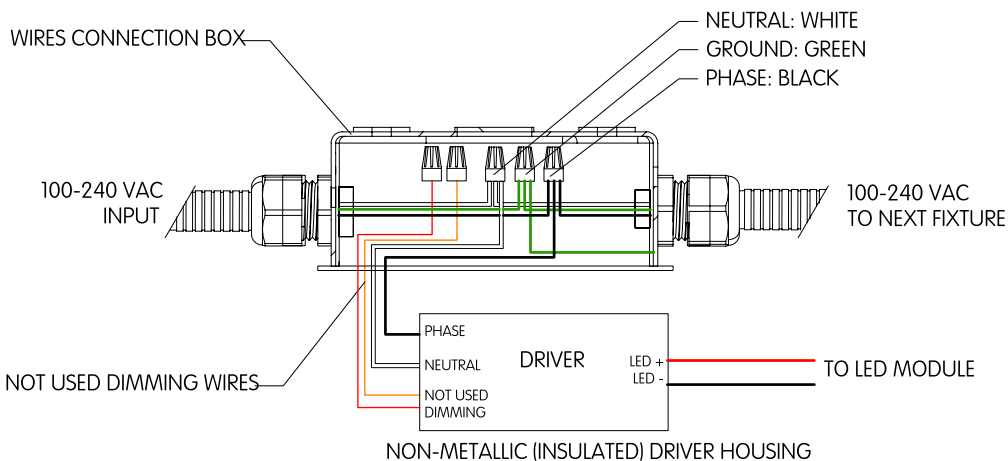 NEUTRAL: WHITE
WIRES CONNECTION BOX
GROUND: GREEN
PHASE: BLACK
100-240 VAC
INPUT
100-240 VAC
TO NEXT FIXTURE
PHASE
NEUTRAL
DRIVER
LED +
LED -
TO LED MODULE
NOT USED DIMMING WIRES
NOT USED
DIMMING
NON-METALLIC (INSULATED) DRIVER HOUSING